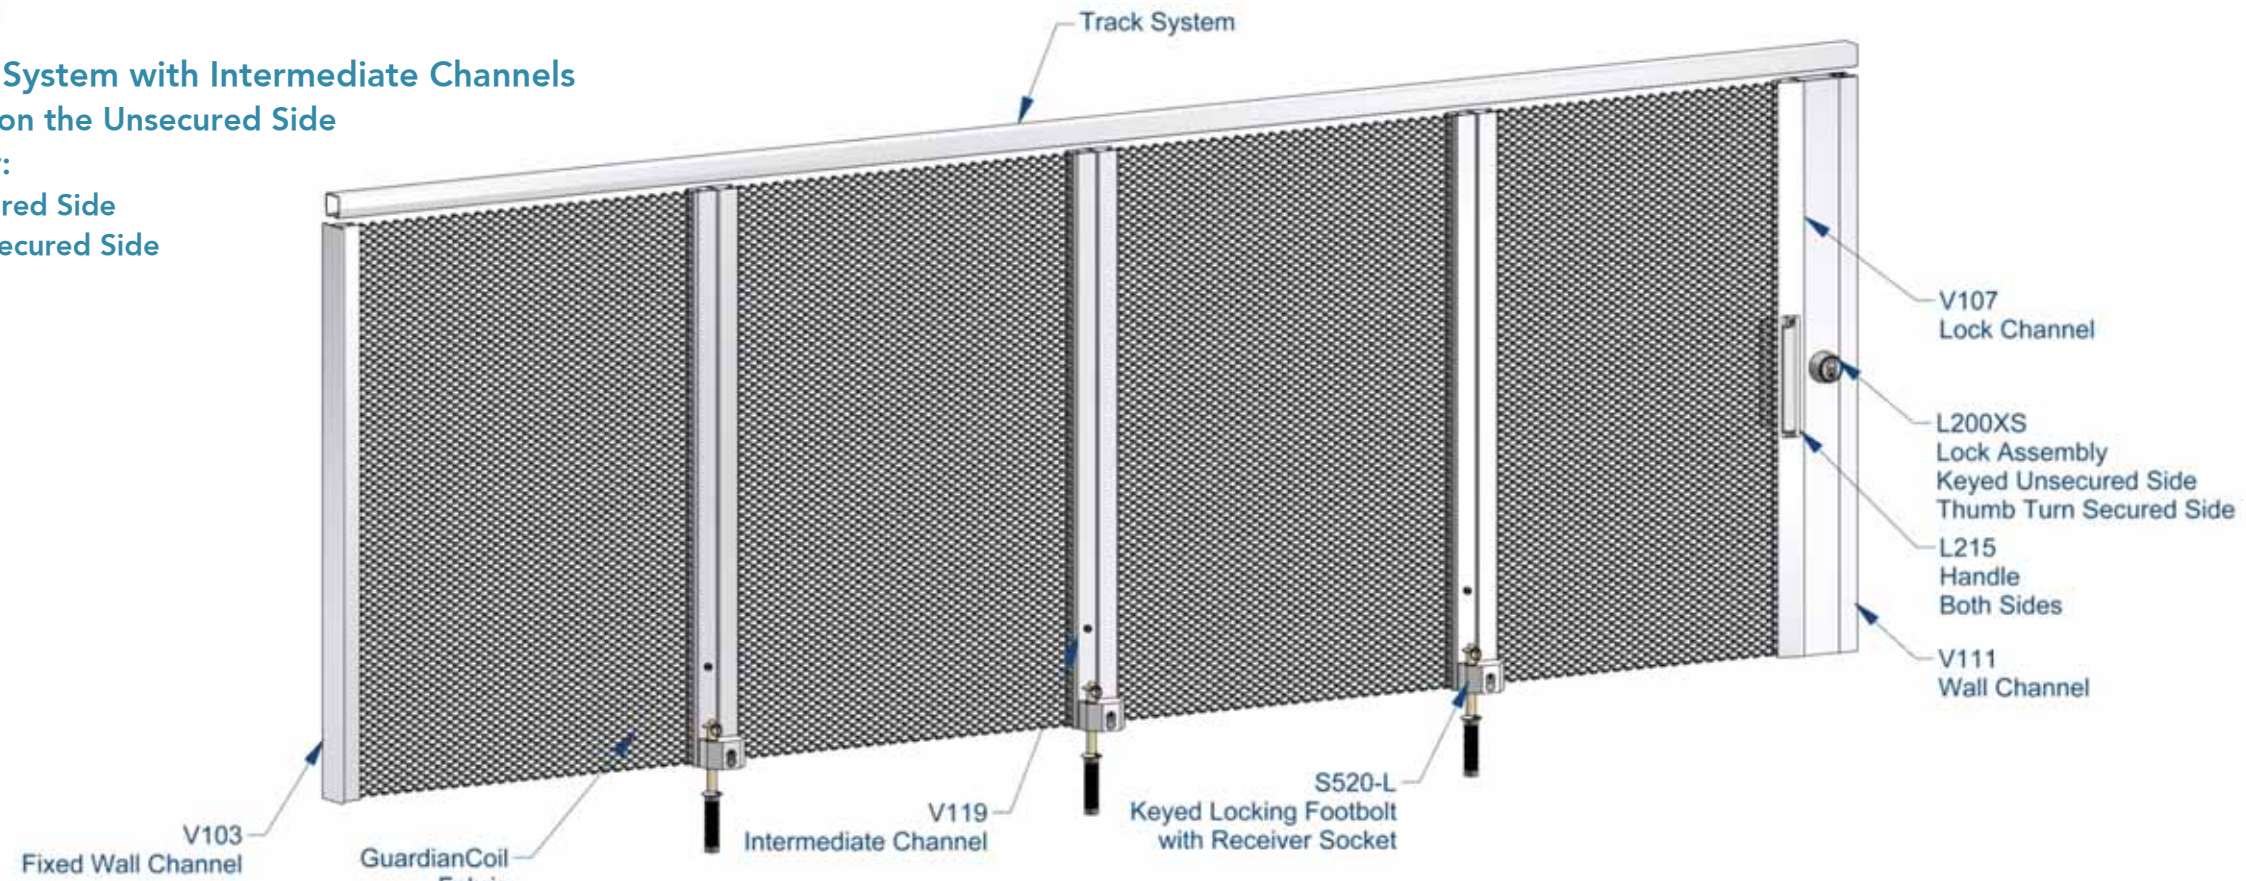 System with Intermediate Channels
on the Unsecured Side
Side
Side
Track System
V107
Lock Channel
L200XS
Lock Assembly
Keyed Unsecured Side
Thumb Turn Secured Side
L215
Handle
Both Sides
V111
Wall Channel
S520-L
Keyed Locking Footbolt
with Receiver Socket
V119
Intermediate Channel
GuardianCoil
V103
Fixed Wall Channel